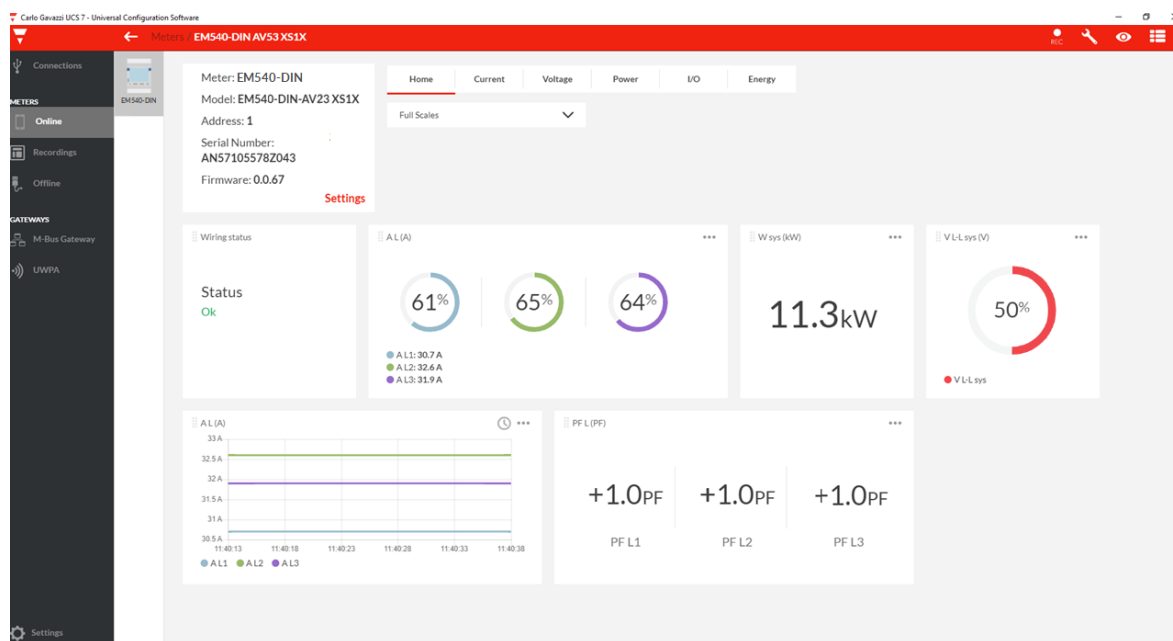 Carlo Gavazzi UCS 7 - Universal Configuration Software
Meters / EM540-DIN AV53 XS1X
REC
Connections
METERS
Online
Recordings
Offline
GATEWAYS
M-Bus Gateway
UWPA
Settings
EM540-DIN
Meter: EM540-DIN
Model: EM540-DIN-AV23 XS1X
Address: 1
Serial Number:
AN57105578Z043
Firmware: 0.0.67
Settings
Home Current Voltage Power I/O Energy
Full Scales
Wiring status
Status
Ok
A L (A)
61% 65% 64%
A L1: 30.7 A
A L2: 32.6 A
A L3: 31.9 A
W sys (kW)
11.3kW
V L-L sys (V)
50%
V L-L sys
A L (A)
33 A
32.5 A
32 A
31.5 A
31 A
30.5 A
11:40:13 11:40:18 11:40:23 11:40:28 11:40:33 11:40:38
A L1 A L2 A L3
PF L (PF)
+1.0PF +1.0PF +1.0PF
PF L1 PF L2 PF L3